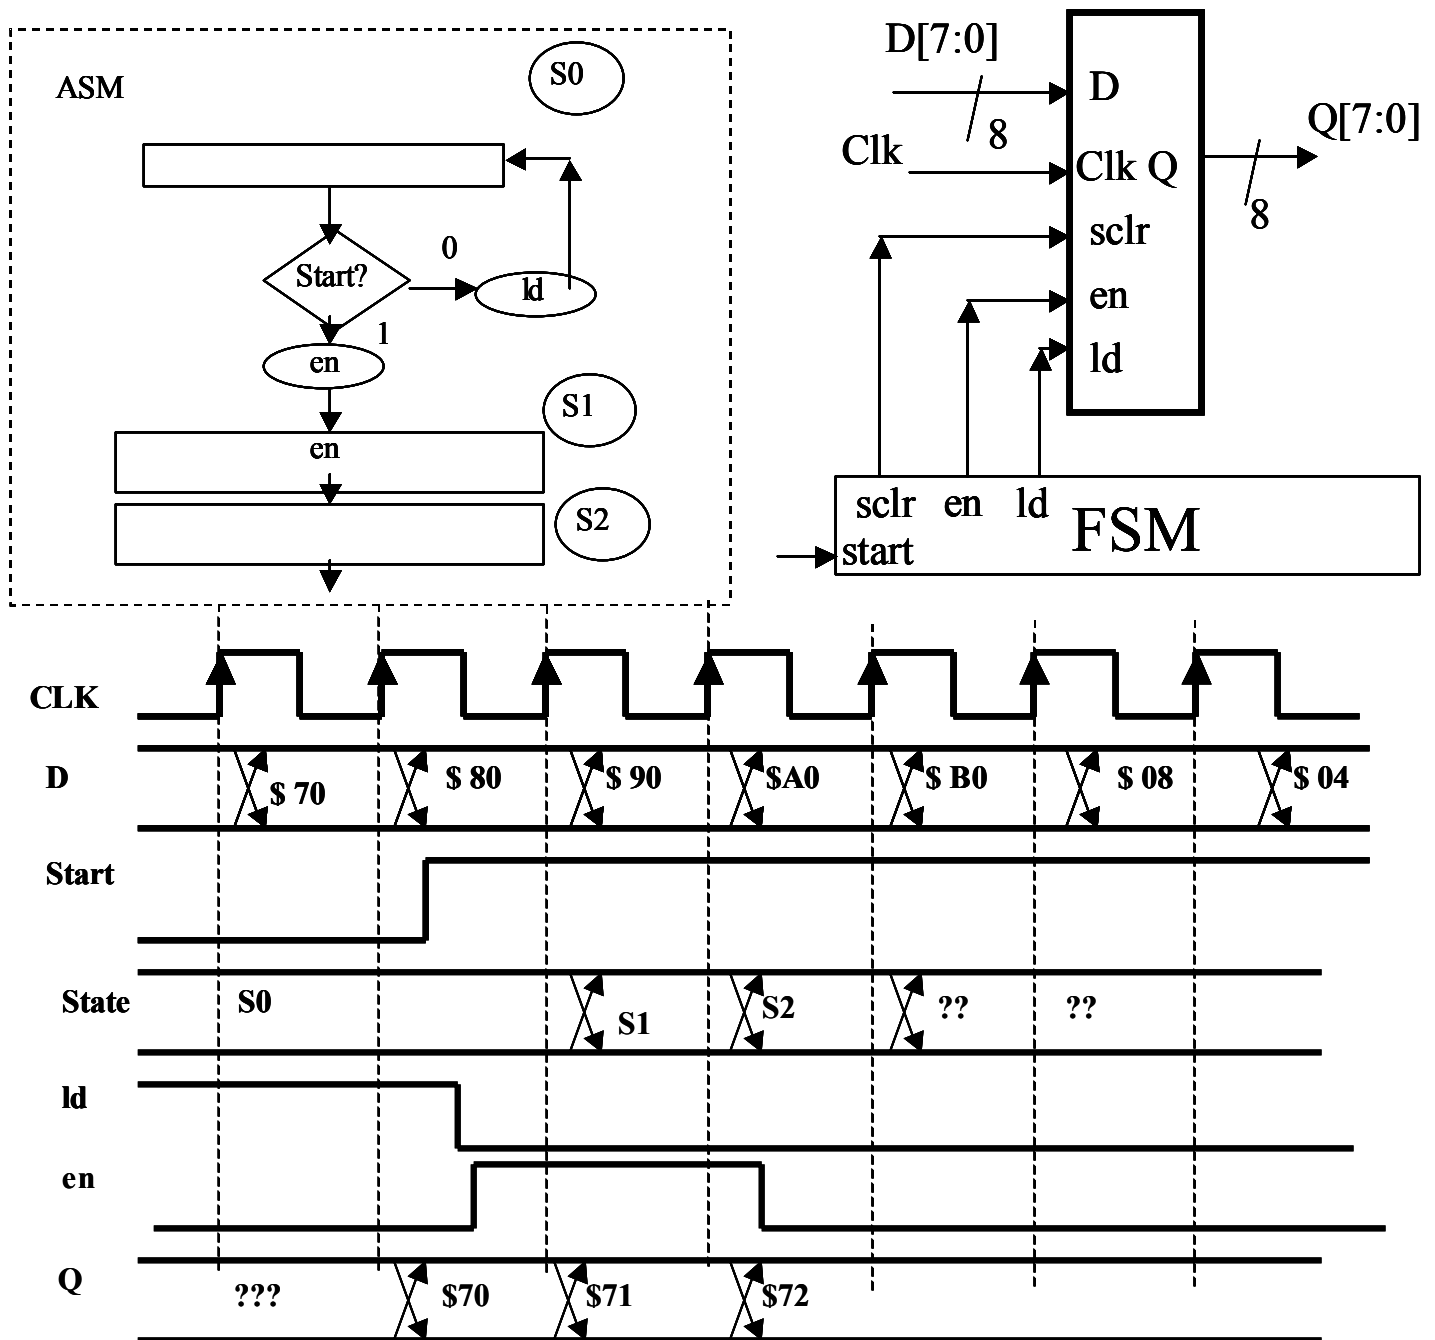 ASM
S0
Start?
0
ld
1
en
S1
en
S2
D[7:0]
8
Clk
D
Clk Q
sclr
en
ld
Q[7:0]
8
sclr en ld
FSM
start
CLK
D
$ 70 $ 80 $ 90 $A0 $ B0 $ 08 $ 04
Start
State
S0 S1 S2 ?? ??
ld
en
Q
??? $70 $71 $72